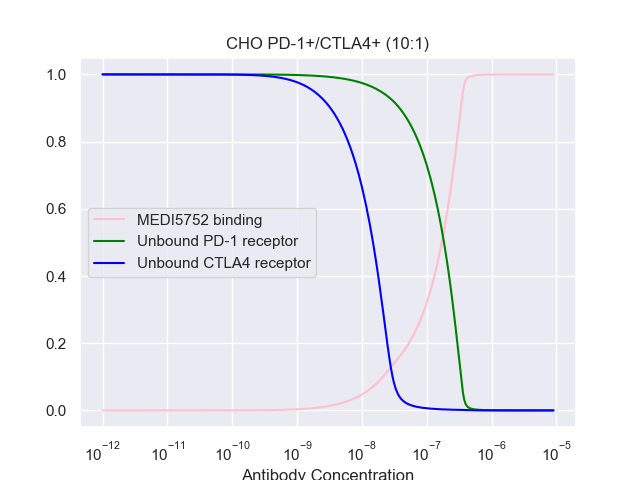 CHO PD-1+/CTLA4+ (10:1)
1.0
0.8
0.6
0.4
0.2
0.0
MEDI5752 binding
Unbound PD-1 receptor
Unbound CTLA4 receptor
10⁻¹² 10⁻¹¹ 10⁻¹⁰ 10⁻⁹ 10⁻⁸ 10⁻⁷ 10⁻⁶ 10⁻⁵
Antibody Concentration